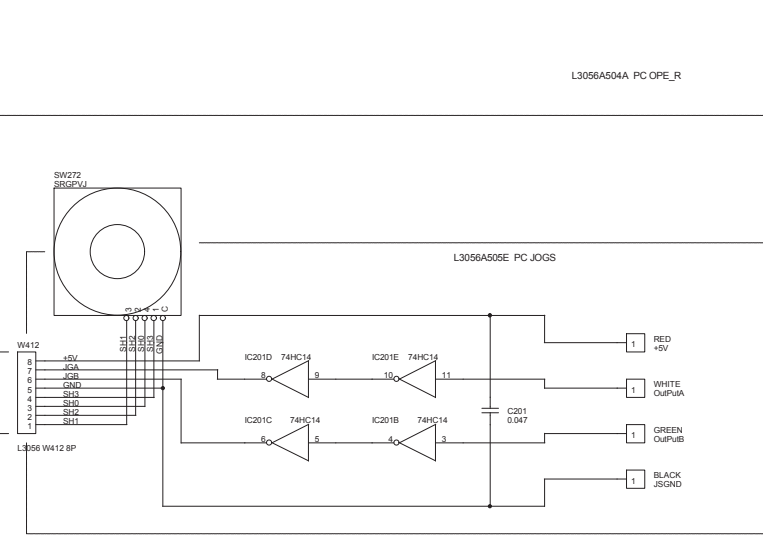 L3056A504A PC OPE_R
SW272
SRGPVJ
L3056A505E PC JOGS
3 2 4 1 C
SH1 SH2 SH0 SH3 GND
W412
8 +5V
7 JGA
6 JGB
5 GND
4 SH3
3 SH0
2 SH2
1 SH1
L3056 W412 8P
IC201D 74HC14
8 9
IC201E 74HC14
10 11
IC201C 74HC14
6 5
IC201B 74HC14
4 3
C201
0.047
1 RED
+5V
1 WHITE
OutPutA
1 GREEN
OutPutB
1 BLACK
JSGND